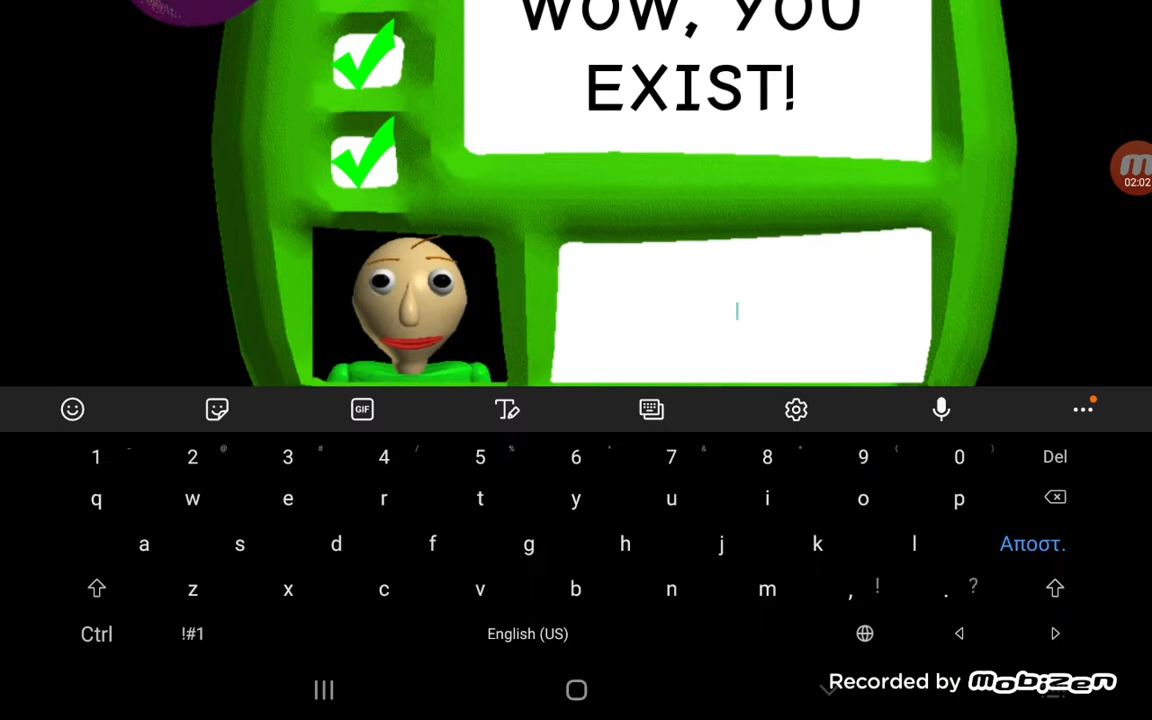 WOW, YOU
EXIST!
02:02
GIF
1 - 2 @ 3 # 4 / 5 % 6 ^ 7 & 8 * 9 ( 0 ) Del
q w e r t y u i o p
a s d f g h j k l Αποστ.
z x c v b n m , ! . ?
Ctrl !#1 English (US)
Recorded by mobizen